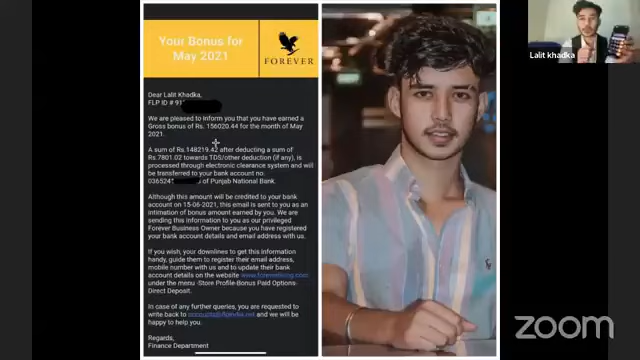 Your Bonus for
May 2021
FOREVER
Dear Lalit Khadka,
FLP ID # 91
We are pleased to inform you that you have earned a
Gross bonus of Rs. 156020.44 for the month of May
2021.
A sum of Rs.148219.42 after deducting a sum of
Rs.7801.02 towards TDS/other deduction (if any), is
processed through electronic clearance system and will
be transferred to your bank account no.
036524 of Punjab National Bank.
Although this amount will be credited to your bank
account on 15-06-2021, this email is sent to you as an
intimation of bonus amount earned by you. We are
sending this information to you as our privileged
Forever Business Owner because you have registered
your bank account details and email address with us.
If you wish, your downlines to get this information
handy, guide them to register their email address,
mobile number with us and to update their bank
account details on the website www.foreverliving.com
under the menu -Store Profile-Bonus Paid Options-
Direct Deposit.
In case of any further queries, you are requested to
write back to accounts@flpindia.net and we will be
happy to help you.
Regards,
Finance Department
Lalit khadka
zoom